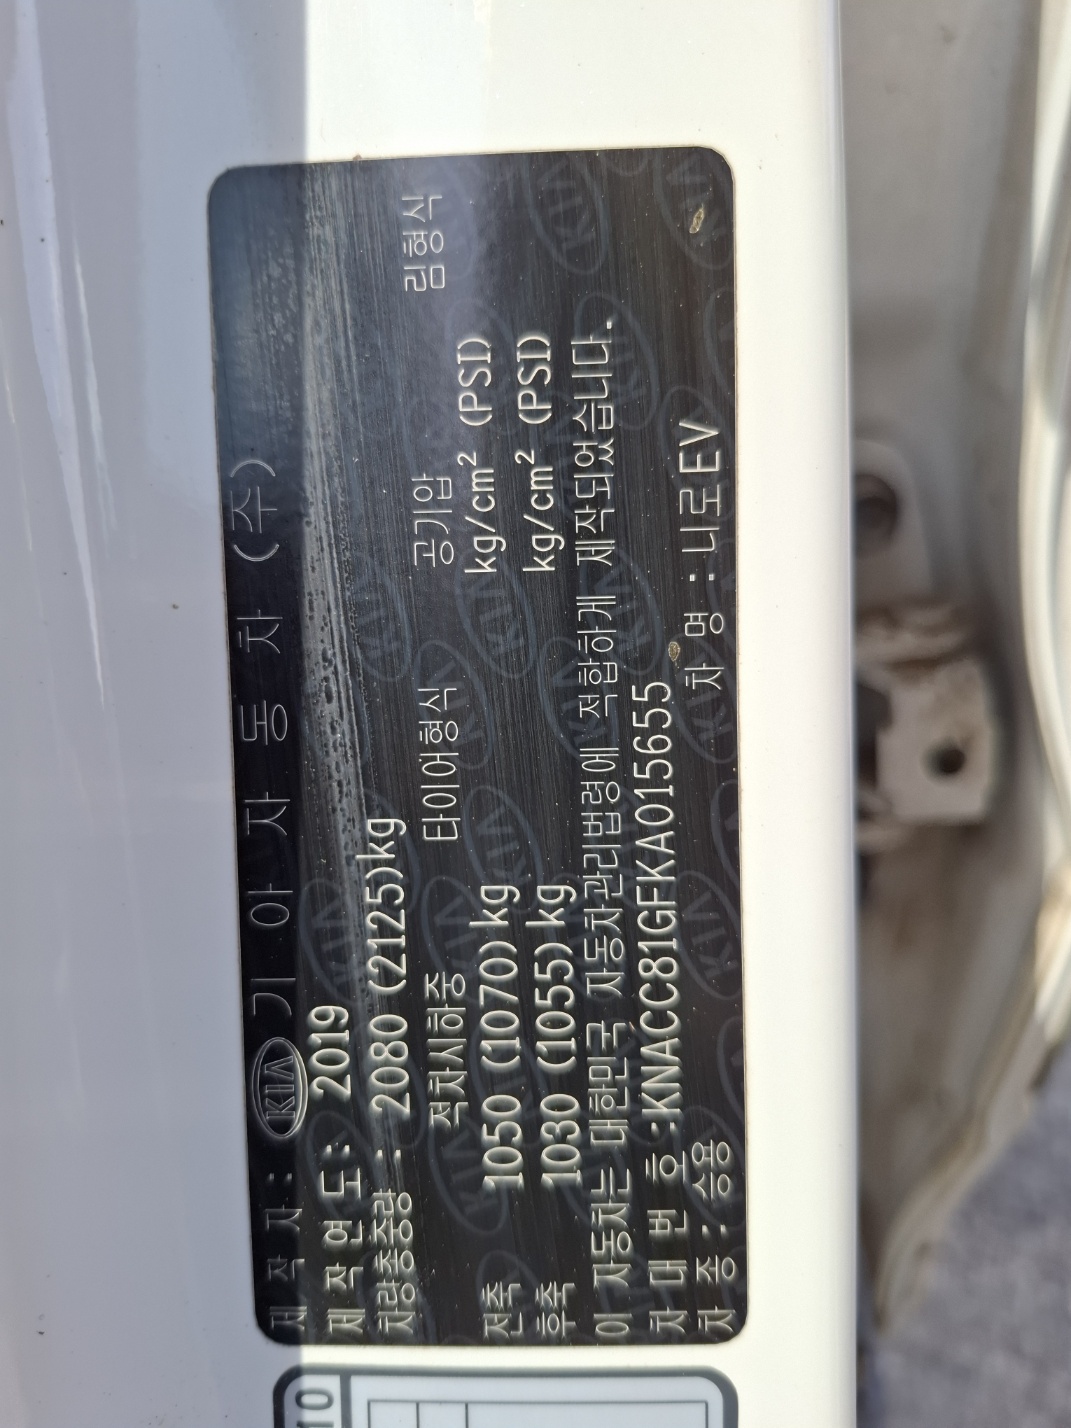 제 작 자 : KIA 기 아 자 동 차 (주)
제 작 연 도 : 2019
차량총중량 : 2080 (2125)kg
적차시하중 타이어형식 공기압 림형식
전축 1050 (1070) kg kg/cm² (PSI)
후축 1030 (1055) kg kg/cm² (PSI)
이 자동차는 대한민국 자동차관리법령에 적합하게 제작되었습니다.
차 대 번 호 :KNACC81GFKA015655
차 종 : 승용 차 명 : 니로EV